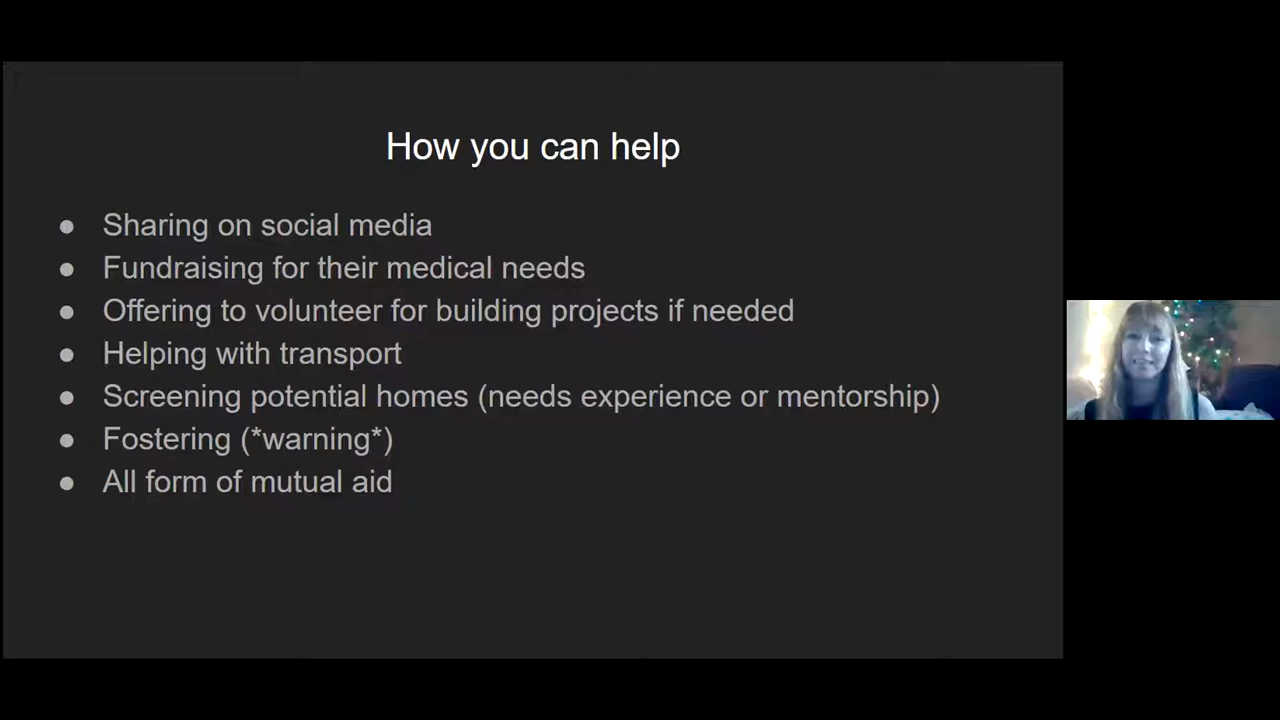 How you can help
● Sharing on social media
● Fundraising for their medical needs
● Offering to volunteer for building projects if needed
● Helping with transport
● Screening potential homes (needs experience or mentorship)
● Fostering (*warning*)
● All form of mutual aid